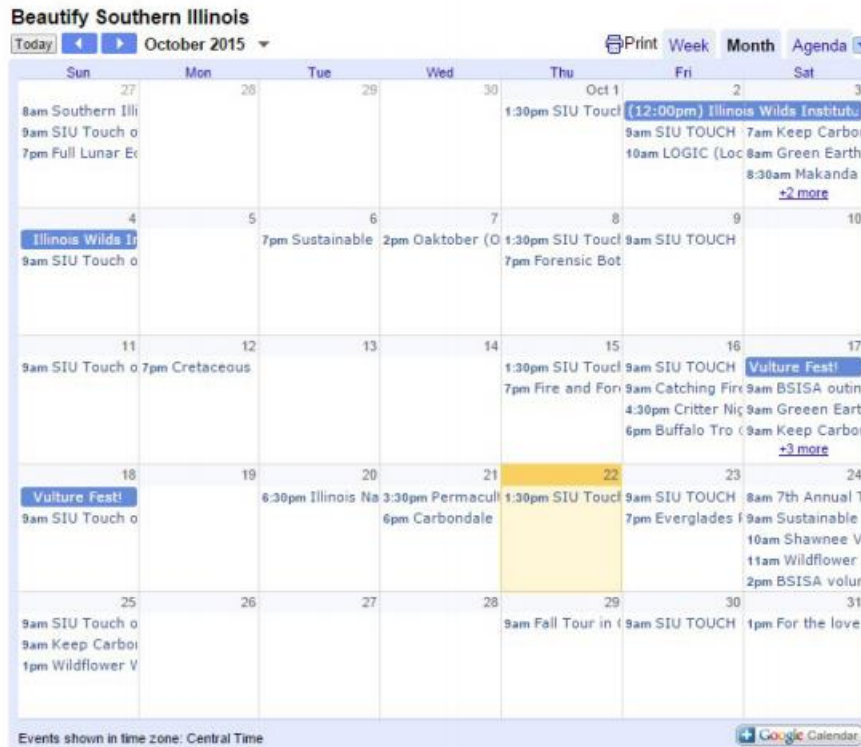 Beautify Southern Illinois
Today October 2015 Print Week Month Agenda
Sun Mon Tue Wed Thu Fri Sat
27 28 29 30 Oct 1 2 3
8am Southern Illi 1:30pm SIU Touch (12:00pm) Illinois Wilds Institut
9am SIU Touch o 9am SIU TOUCH 7am Keep Carbo
7pm Full Lunar Ec 10am LOGIC (Loc 8am Green Earth
8:30am Makanda
+2 more
4 5 6 7 8 9 10
Illinois Wilds In 7pm Sustainable 2pm Oaktober (O 1:30pm SIU Touch 9am SIU TOUCH
9am SIU Touch o 7pm Forensic Bot
11 12 13 14 15 16 17
9am SIU Touch o 7pm Cretaceous 1:30pm SIU Touch 9am SIU TOUCH Vulture Fest!
7pm Fire and Fore 9am Catching Fire 9am BSISA outin
4:30pm Critter Nig 9am Greeen Eart
6pm Buffalo Tro 9am Keep Carbo
+3 more
18 19 20 21 22 23 24
Vulture Fest! 6:30pm Illinois Na 3:30pm Permacult 1:30pm SIU Touch 9am SIU TOUCH 8am 7th Annual T
9am SIU Touch o 6pm Carbondale 7pm Everglades 9am Sustainable
10am Shawnee V
11am Wildflower
2pm BSISA volun
25 26 27 28 29 30 31
9am SIU Touch o 9am Fall Tour in 9am SIU TOUCH 1pm For the love
9am Keep Carbo
1pm Wildflower W
Events shown in time zone: Central Time Google Calendar